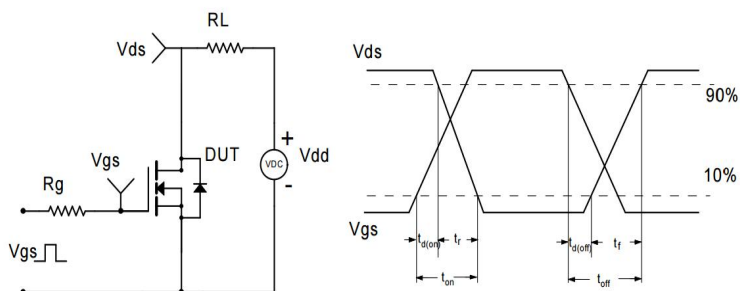 RL
Vds
Vgs
Rg
DUT
+
VDC
Vdd
-
Vgs
Vds
90%
10%
Vgs
td(on)
tr
td(off)
tf
ton
toff